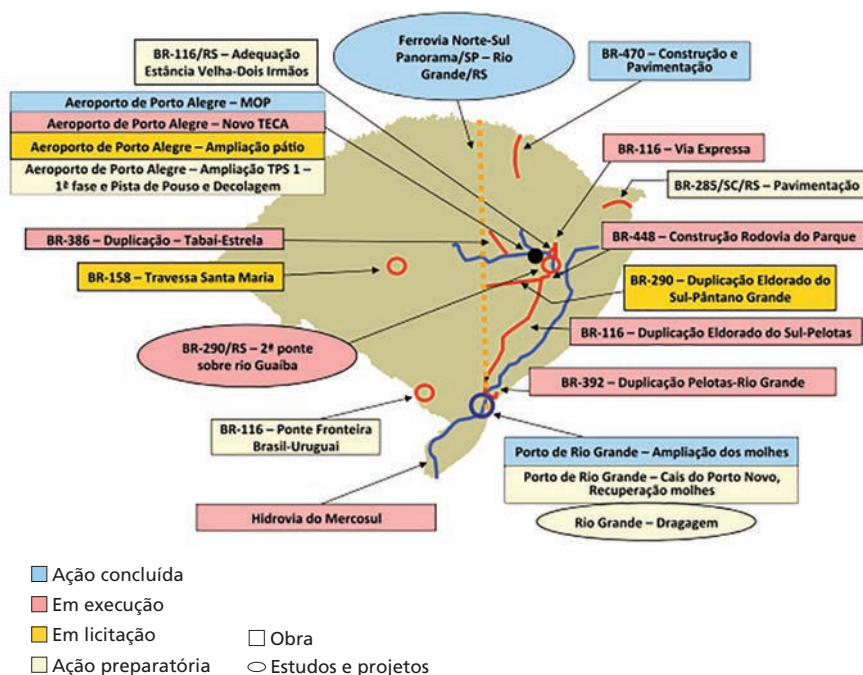 BR-116/RS – Adequação
Estância Velha-Dois Irmãos
Ferrovia Norte-Sul
Panorama/SP – Rio
Grande/RS
BR-470 – Construção e
Pavimentação
Aeroporto de Porto Alegre – MOP
Aeroporto de Porto Alegre – Novo TECA
Aeroporto de Porto Alegre – Ampliação pátio
Aeroporto de Porto Alegre – Ampliação TPS 1 –
1ª fase e Pista de Pouso e Decolagem
BR-116 – Via Expressa
BR-285/SC/RS – Pavimentação
BR-386 – Duplicação – Tabaí-Estrela
BR-448 – Construção Rodovia do Parque
BR-158 – Travessa Santa Maria
BR-290 – Duplicação Eldorado do
Sul-Pântano Grande
BR-116 – Duplicação Eldorado do Sul-Pelotas
BR-290/RS – 2ª ponte
sobre rio Guaíba
BR-392 – Duplicação Pelotas-Rio Grande
BR-116 – Ponte Fronteira
Brasil-Uruguai
Porto de Rio Grande – Ampliação dos molhes
Porto de Rio Grande – Cais do Porto Novo,
Recuperação molhes
Hidrovia do Mercosul
Rio Grande – Dragagem
Ação concluída
Em execução
Em licitação
Ação preparatória
Obra
Estudos e projetos